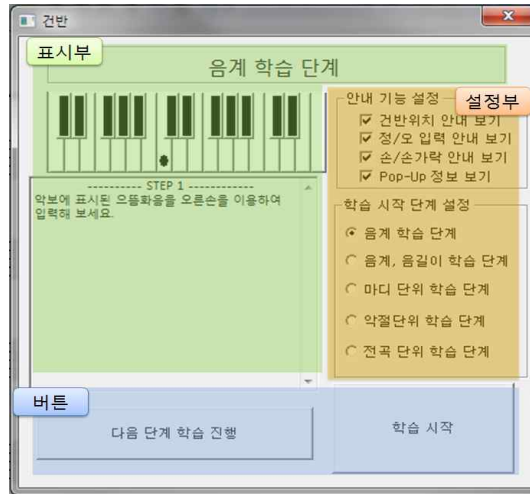 건반
표시부
음계 학습 단계
설정부
안내 기능 설정
건반위치 안내 보기
정/오 입력 안내 보기
손/손가락 안내 보기
Pop-Up 정보 보기
---------- STEP 1 ------------
악보에 표시된 으뜸화음을 오른손을 이용하여
입력해 보세요.
학습 시작 단계 설정
음계 학습 단계
음계, 음길이 학습 단계
마디 단위 학습 단계
악절단위 학습 단계
전곡 단위 학습 단계
버튼
다음 단계 학습 진행
학습 시작